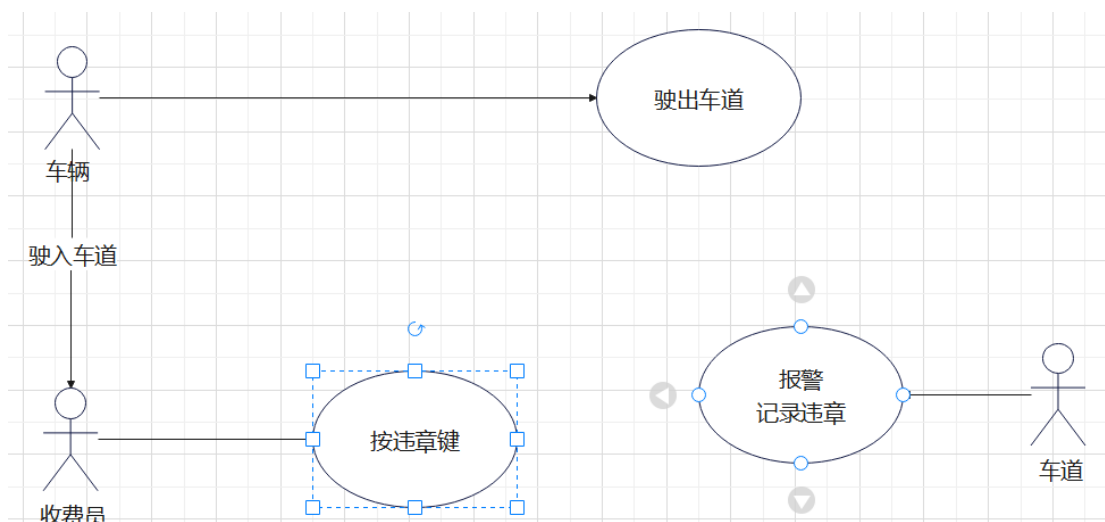 驶出车道
车辆
驶入车道
报警
记录违章
按违章键
车道
收费员